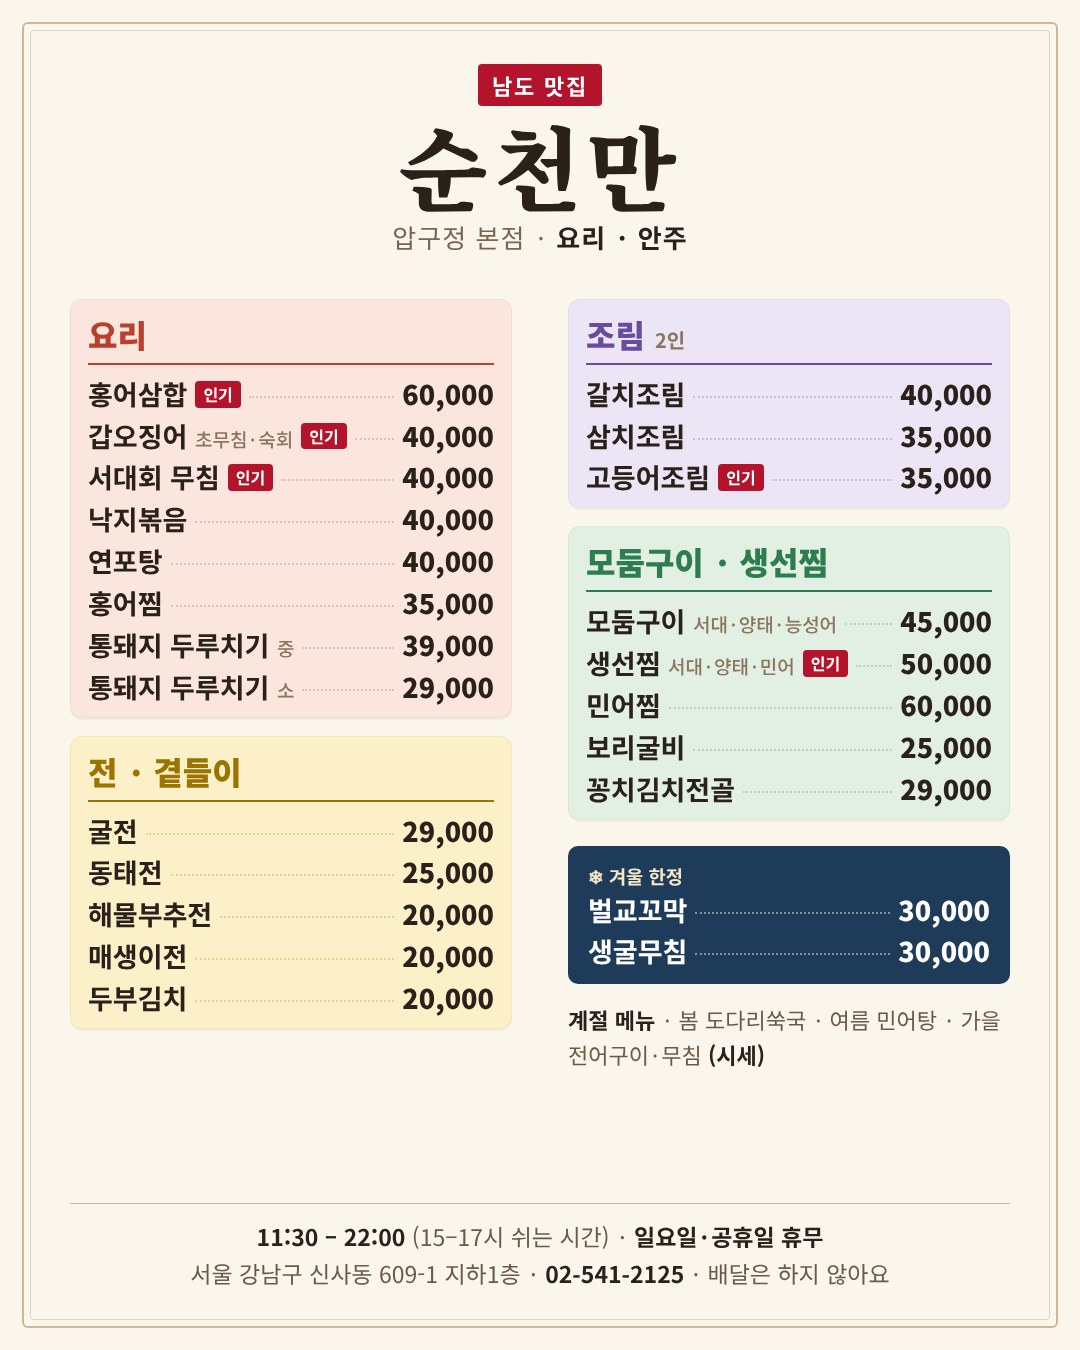 남도 맛집
순천만
압구정 본점 · 요리 · 안주
요리
홍어삼합 인기 60,000
갑오징어 초무침·숙회 인기 40,000
서대회 무침 인기 40,000
낙지볶음 40,000
연포탕 40,000
홍어찜 35,000
통돼지 두루치기 중 39,000
통돼지 두루치기 소 29,000
전 · 곁들이
굴전 29,000
동태전 25,000
해물부추전 20,000
매생이전 20,000
두부김치 20,000
조림 2인
갈치조림 40,000
삼치조림 35,000
고등어조림 인기 35,000
모둠구이 · 생선찜
모둠구이 서대·양태·능성어 45,000
생선찜 서대·양태·민어 인기 50,000
민어찜 60,000
보리굴비 25,000
꽁치김치전골 29,000
❄ 겨울 한정
벌교꼬막 30,000
생굴무침 30,000
계절 메뉴 · 봄 도다리쑥국 · 여름 민어탕 · 가을
전어구이·무침 (시세)
11:30 – 22:00 (15–17시 쉬는 시간) · 일요일·공휴일 휴무
서울 강남구 신사동 609-1 지하1층 · 02-541-2125 · 배달은 하지 않아요